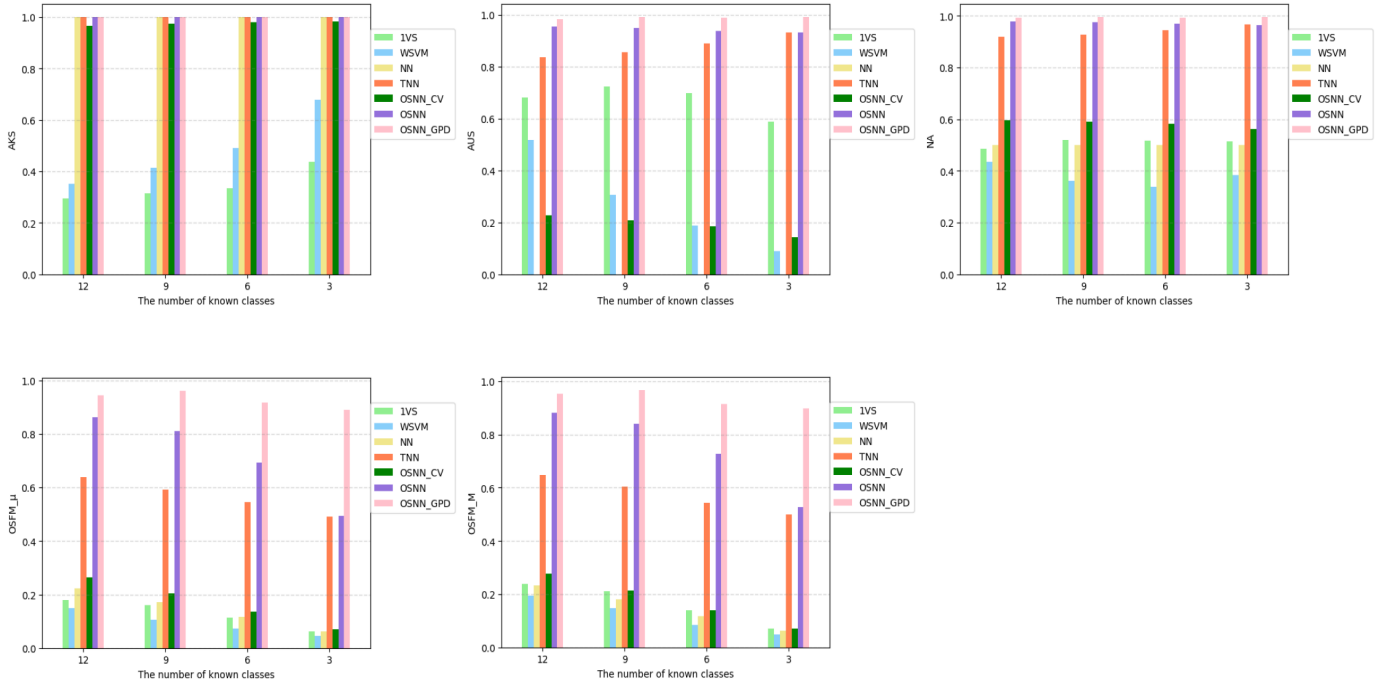 AKS
1.0
0.8
0.6
0.4
0.2
0.0
12 9 6 3
The number of known classes
1VS
WSVM
NN
TNN
OSNN_CV
OSNN
OSNN_GPD
AUS
1.0
0.8
0.6
0.4
0.2
0.0
12 9 6 3
The number of known classes
1VS
WSVM
NN
TNN
OSNN_CV
OSNN
OSNN_GPD
NA
1.0
0.8
0.6
0.4
0.2
0.0
12 9 6 3
The number of known classes
1VS
WSVM
NN
TNN
OSNN_CV
OSNN
OSNN_GPD
OSFM_μ
1.0
0.8
0.6
0.4
0.2
0.0
12 9 6 3
The number of known classes
1VS
WSVM
NN
TNN
OSNN_CV
OSNN
OSNN_GPD
OSFM_M
1.0
0.8
0.6
0.4
0.2
0.0
12 9 6 3
The number of known classes
1VS
WSVM
NN
TNN
OSNN_CV
OSNN
OSNN_GPD